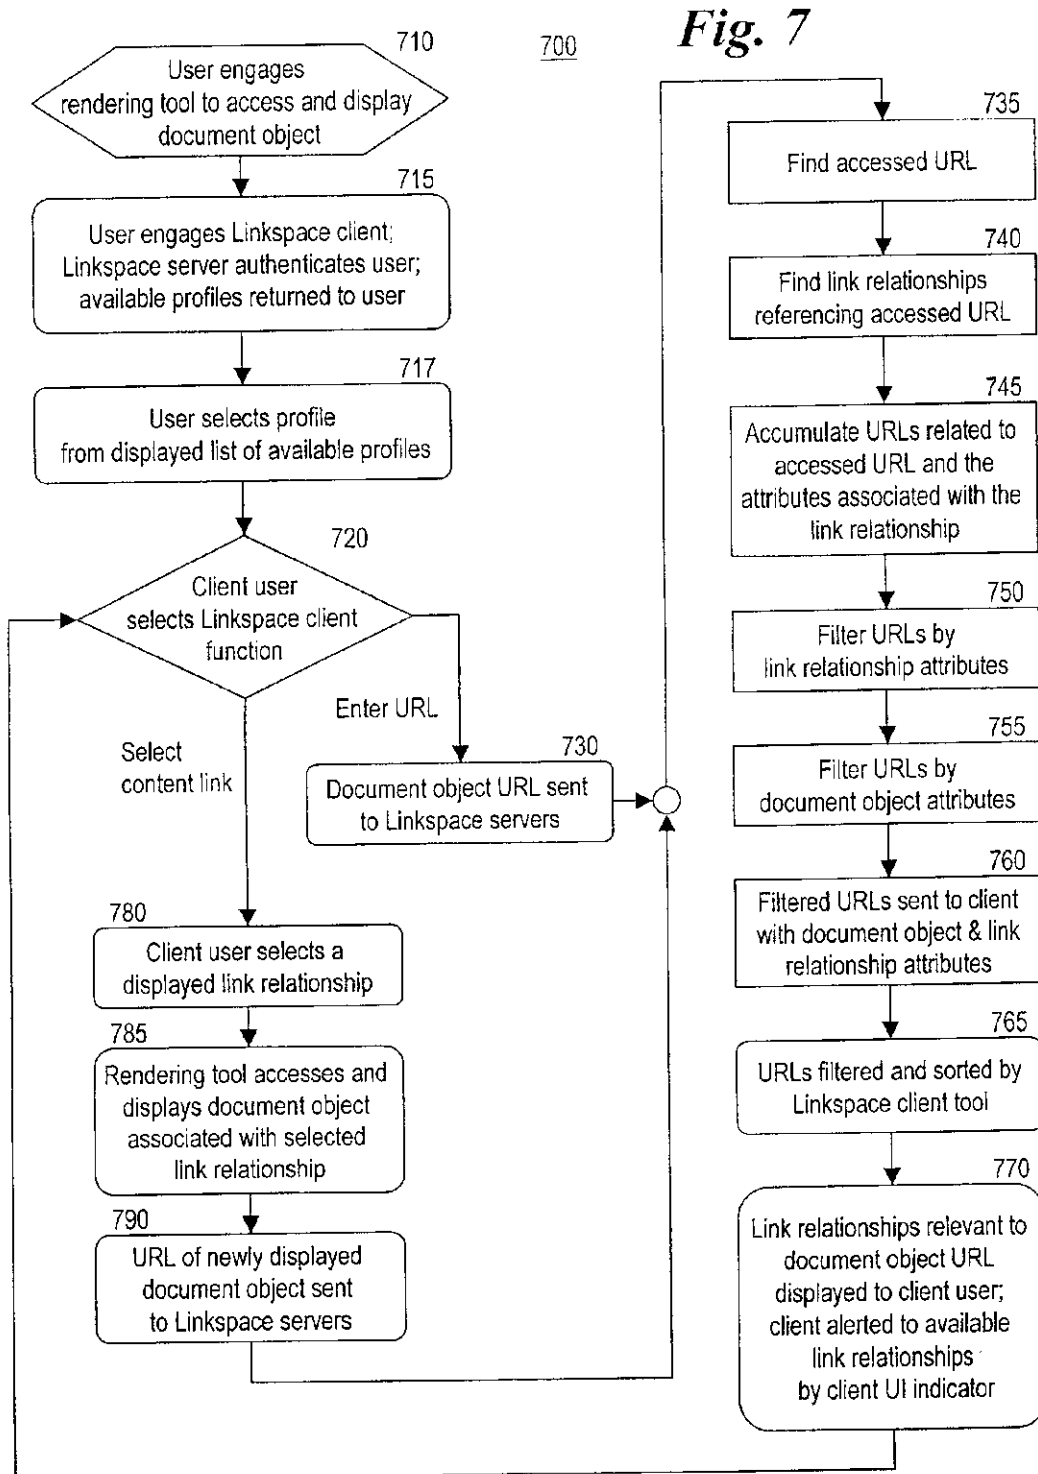 Fig. 7
700
710
User engages
rendering tool to access and display
document object
715
User engages Linkspace client;
Linkspace server authenticates user;
available profiles returned to user
717
User selects profile
from displayed list of available profiles
720
Client user
selects Linkspace client
function
Enter URL
Select
content link
730
Document object URL sent
to Linkspace servers
780
Client user selects a
displayed link relationship
785
Rendering tool accesses and
displays document object
associated with selected
link relationship
790
URL of newly displayed
document object sent
to Linkspace servers
735
Find accessed URL
740
Find link relationships
referencing accessed URL
745
Accumulate URLs related to
accessed URL and the
attributes associated with the
link relationship
750
Filter URLs by
link relationship attributes
755
Filter URLs by
document object attributes
760
Filtered URLs sent to client
with document object & link
relationship attributes
765
URLs filtered and sorted by
Linkspace client tool
770
Link relationships relevant to
document object URL
displayed to client user;
client alerted to available
link relationships
by client UI indicator